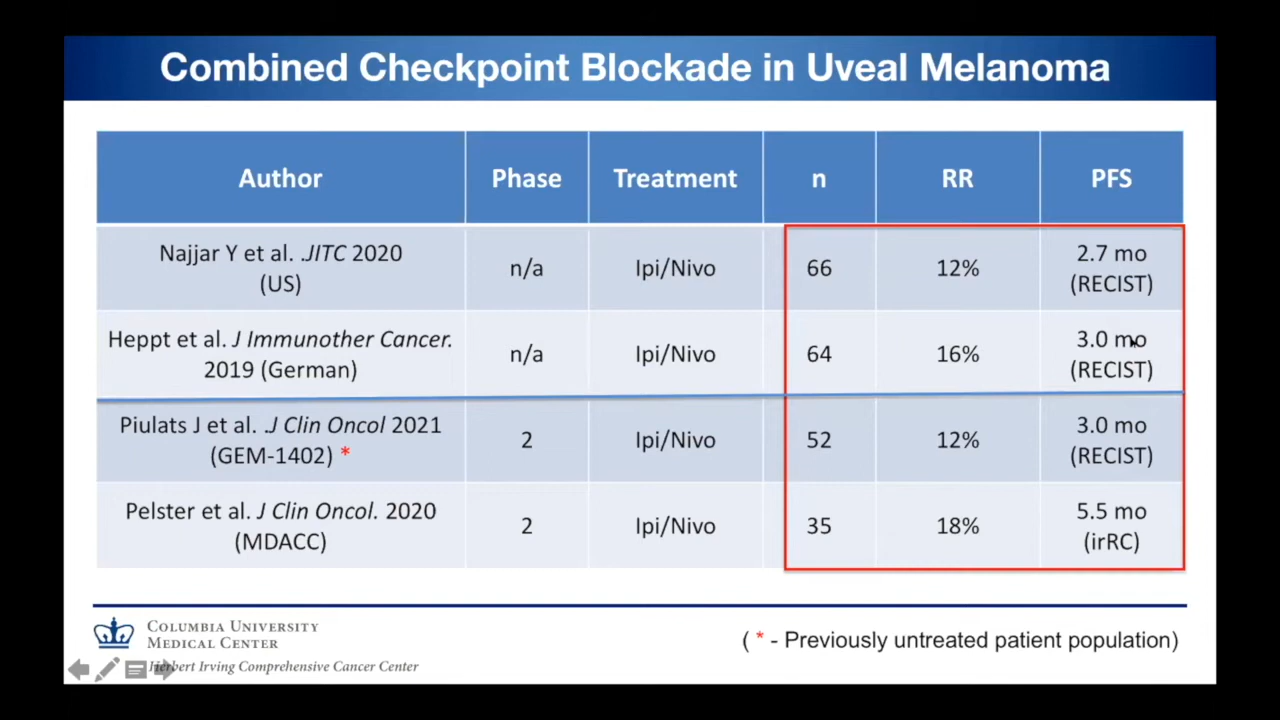 Combined Checkpoint Blockade in Uveal Melanoma
Author Phase Treatment n RR PFS
Najjar Y et al. .JITC 2020
(US)
n/a Ipi/Nivo 66 12%
2.7 mo
(RECIST)
Heppt et al. J Immunother Cancer.
2019 (German)
n/a Ipi/Nivo 64 16%
3.0 mo
(RECIST)
Piulats J et al. .J Clin Oncol 2021
(GEM-1402) *
2 Ipi/Nivo 52 12%
3.0 mo
(RECIST)
Pelster et al. J Clin Oncol. 2020
(MDACC)
2 Ipi/Nivo 35 18%
5.5 mo
(irRC)
COLUMBIA UNIVERSITY
MEDICAL CENTER
Herbert Irving Comprehensive Cancer Center
( * - Previously untreated patient population)